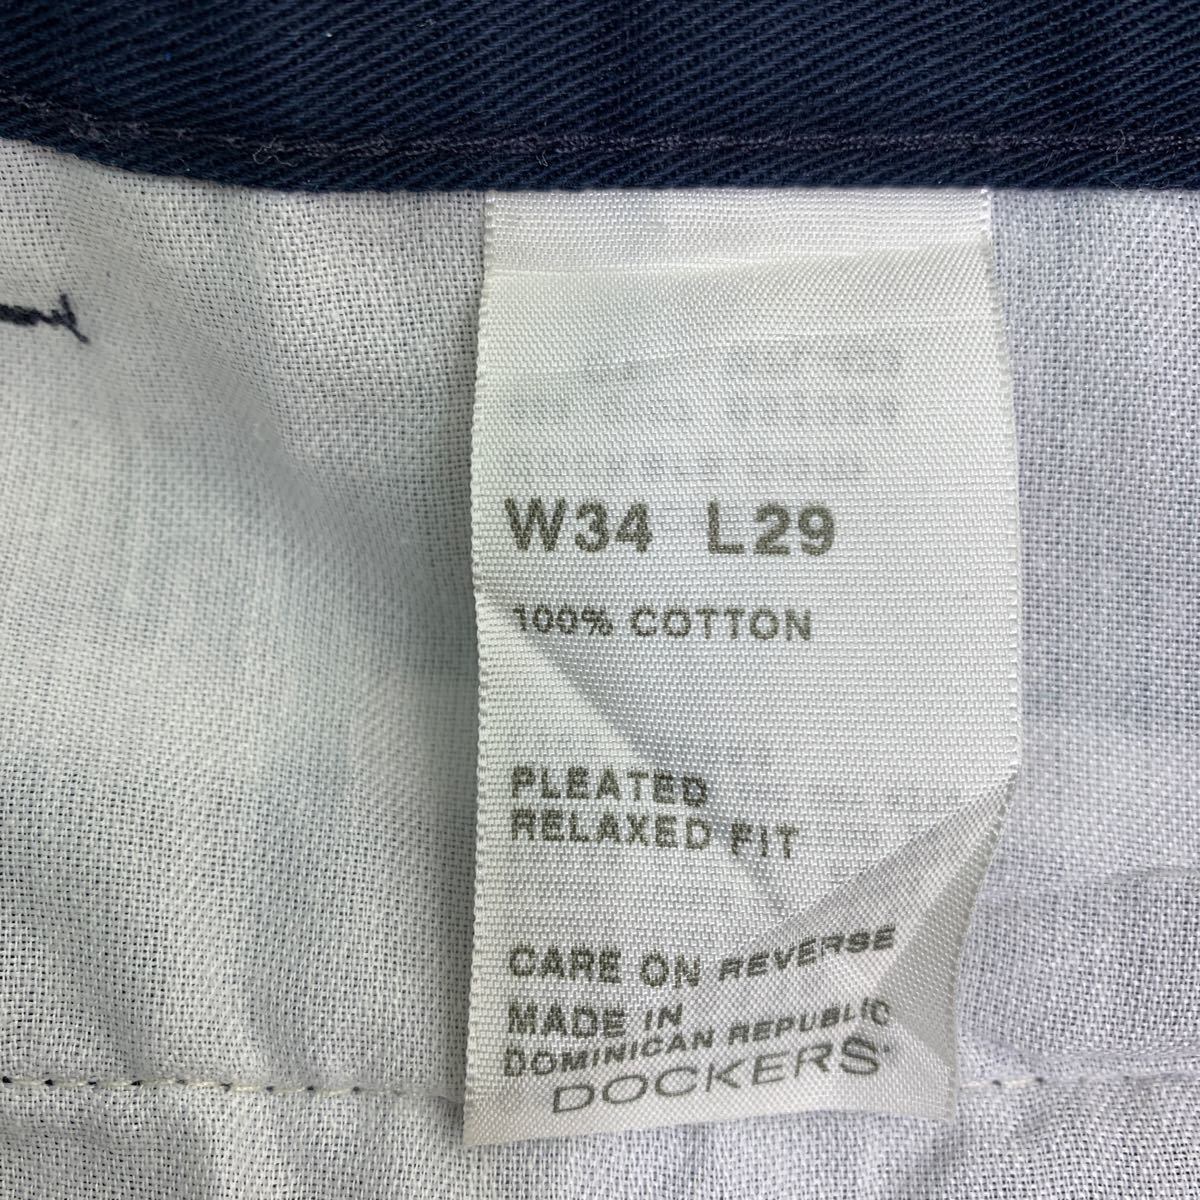 W34 L29
100% COTTON
PLEATED
RELAXED FIT
CARE ON REVERSE
MADE IN
DOMINICAN REPUBLIC
DOCKERS